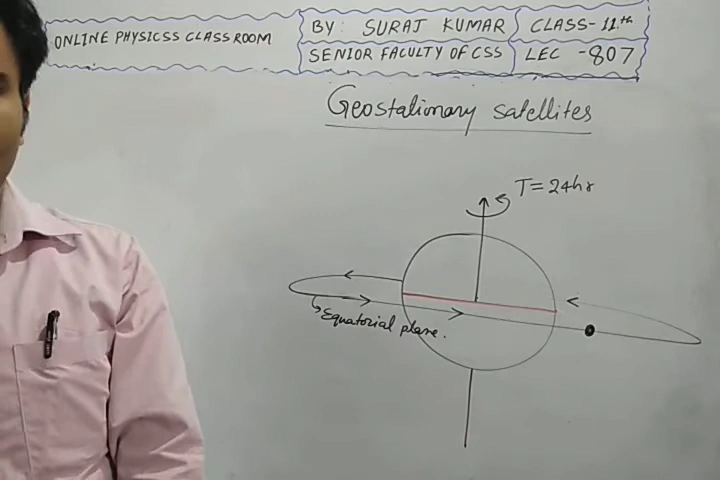 ONLINE PHYSICSS CLASS ROOM
BY: SURAJ KUMAR
CLASS-11th
SENIOR FACULTY OF CSS
LEC -807
Geostationary satellites
T=24hr
Equatorial plane.